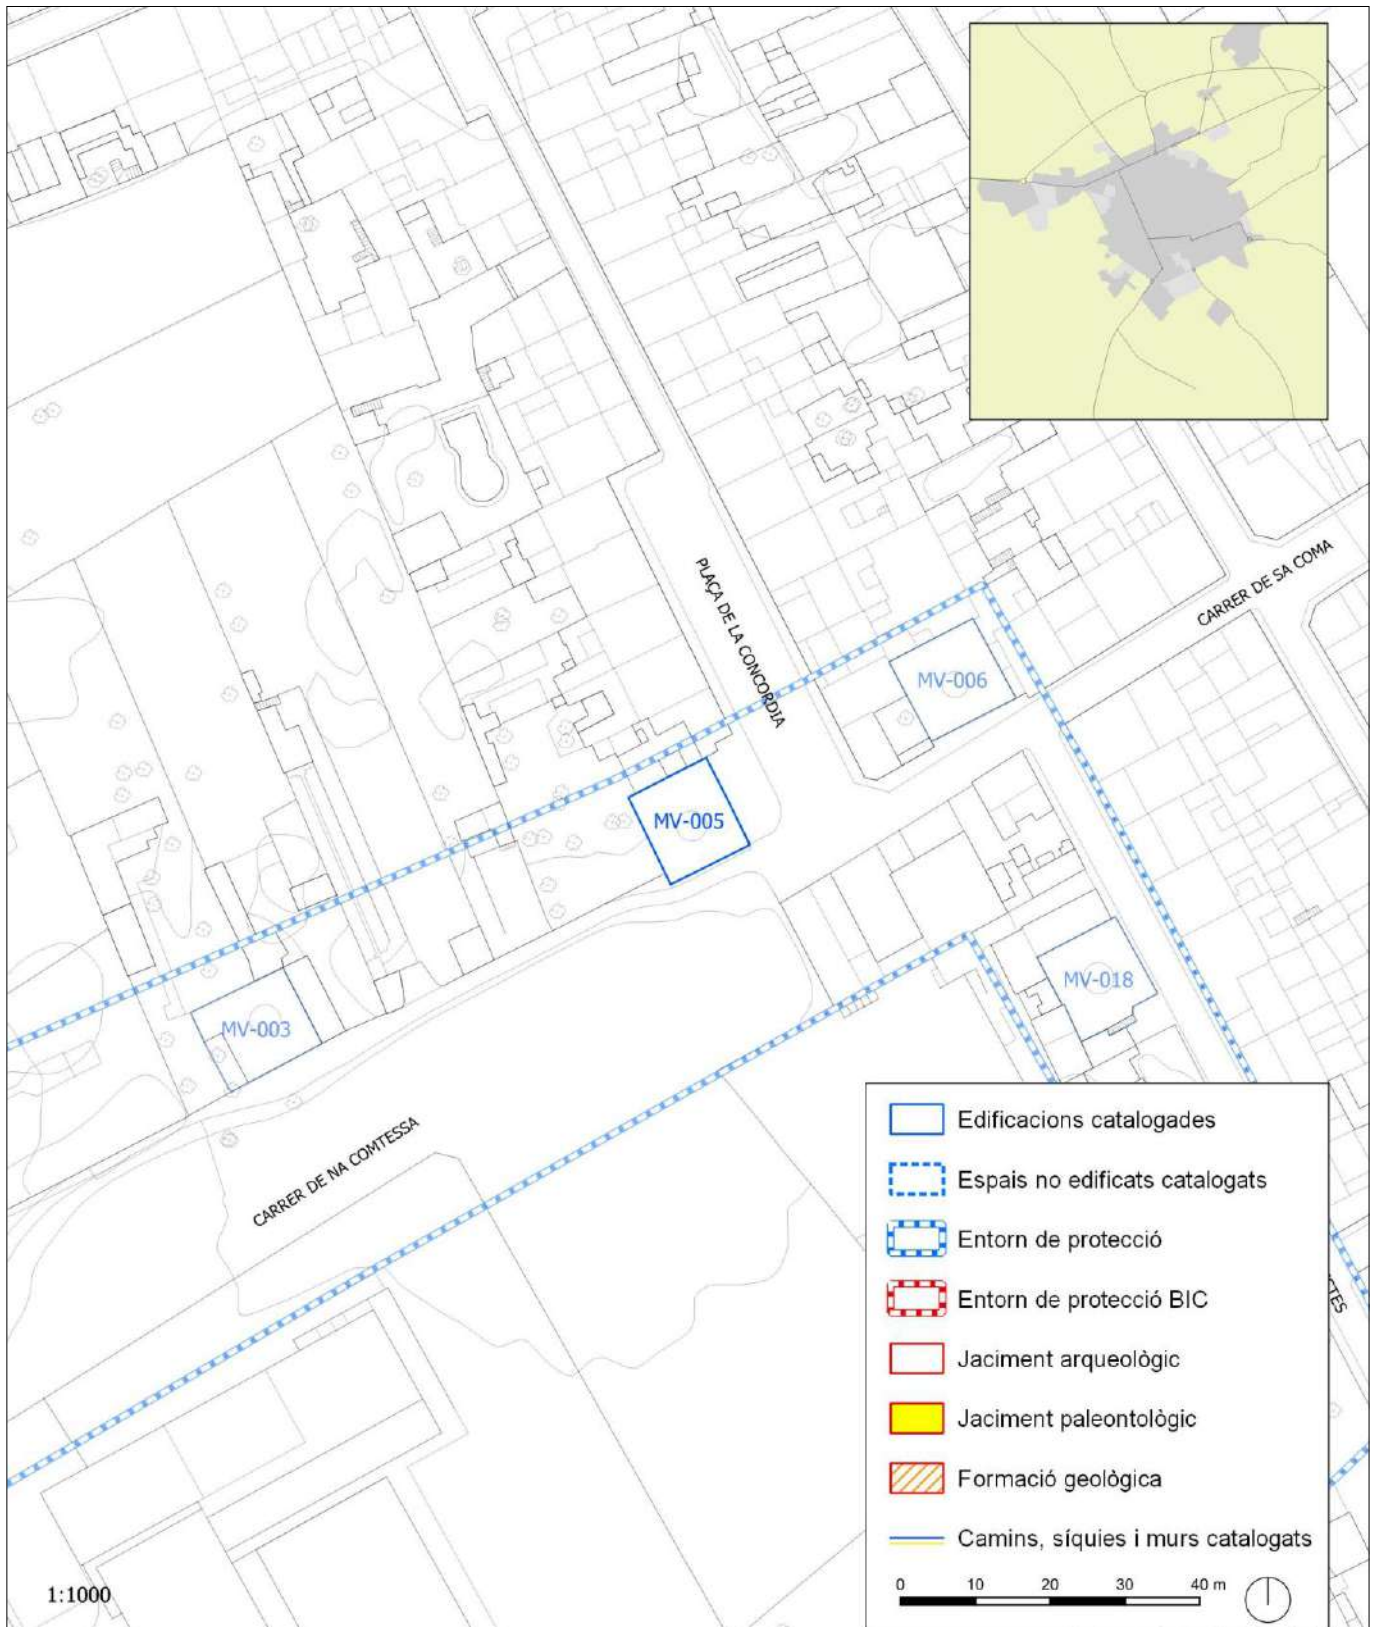 PLAÇA DE LA CONCORDIA
CARRER DE SA COMA
MV-006
MV-005
MV-018
MV-003
CARRER DE NA COMTESSA
Edificacions catalogades
Espais no edificats catalogats
Entorn de protecció
Entorn de protecció BIC
Jaciment arqueològic
Jaciment paleontològic
Formació geològica
Camins, síquies i murs catalogats
0 10 20 30 40 m
1:1000